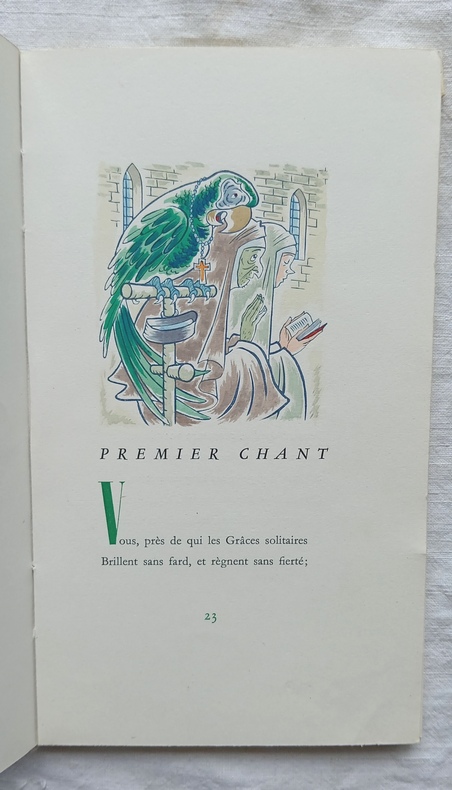 PREMIER CHANT
Vous, près de qui les Grâces solitaires
Brillent sans fard, et règnent sans fierté;
23